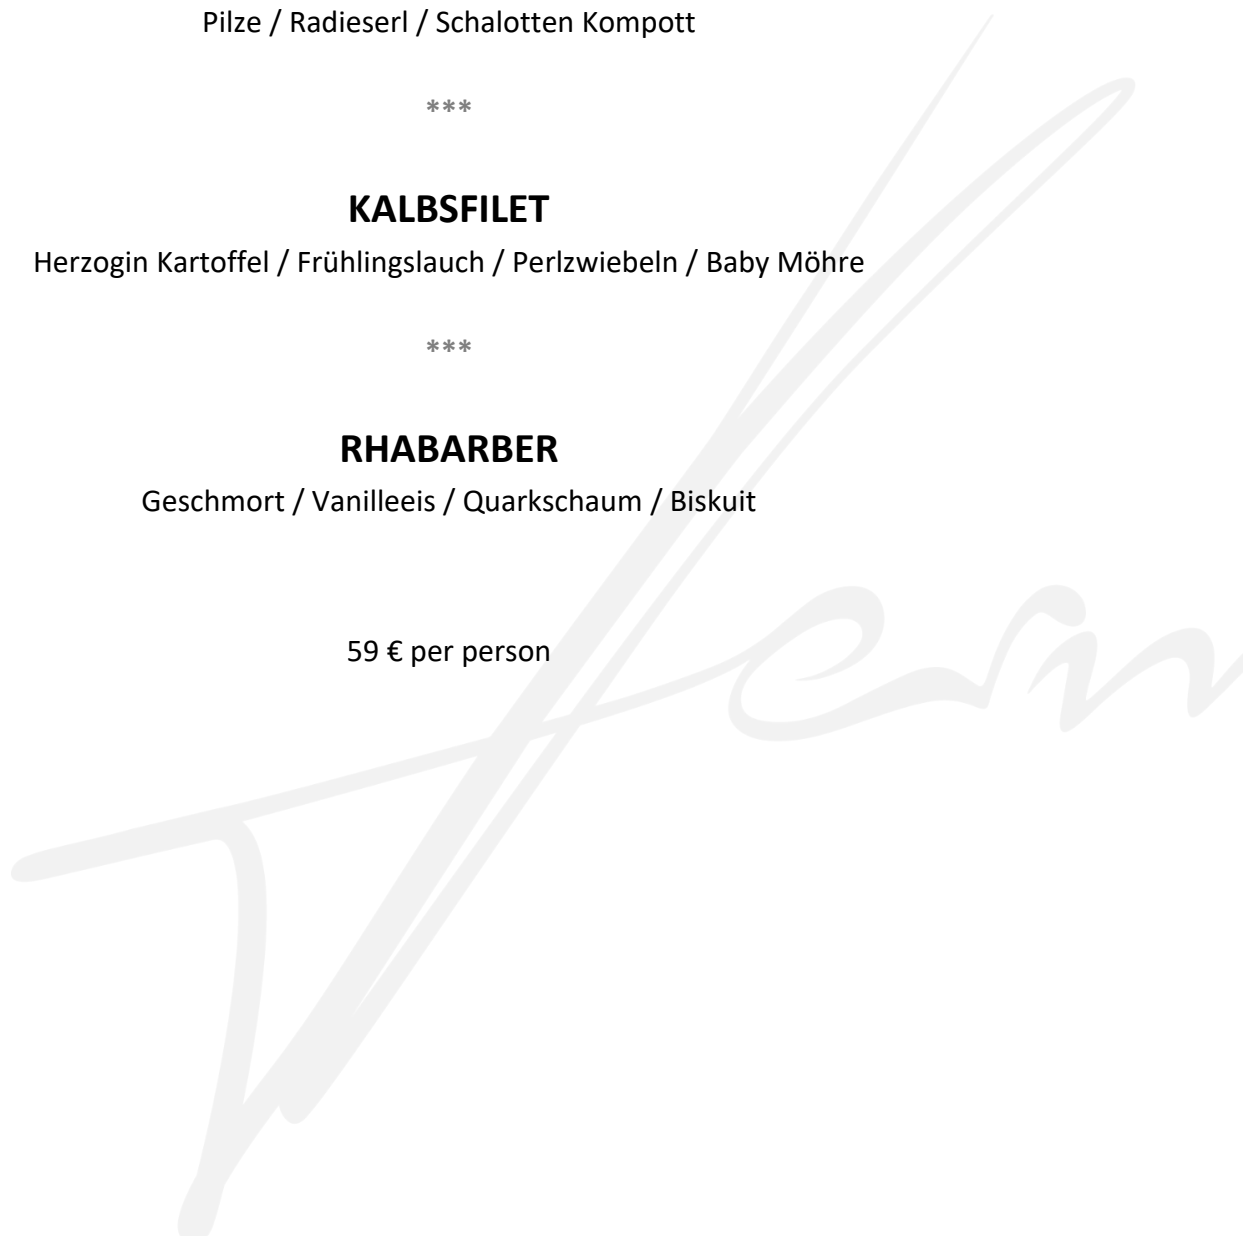 Pilze / Radieserl / Schalotten Kompott
***
KALBSFILET
Herzogin Kartoffel / Frühlingslauch / Perlzwiebeln / Baby Möhre
***
RHABARBER
Geschmort / Vanilleeis / Quarkschaum / Biskuit
59 € per person